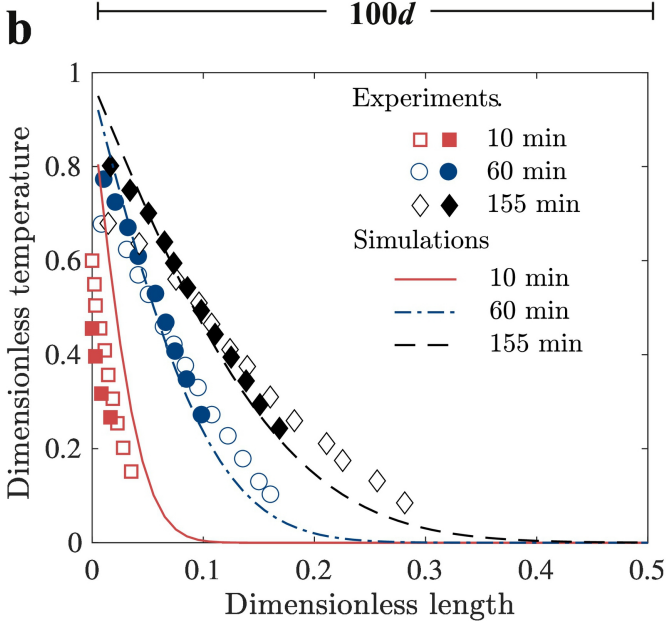 100d
b
Experiments.
10 min
60 min
155 min
Simulations
10 min
60 min
155 min
Dimensionless temperature
1
0.8
0.6
0.4
0.2
0
0 0.1 0.2 0.3 0.4 0.5
Dimensionless length